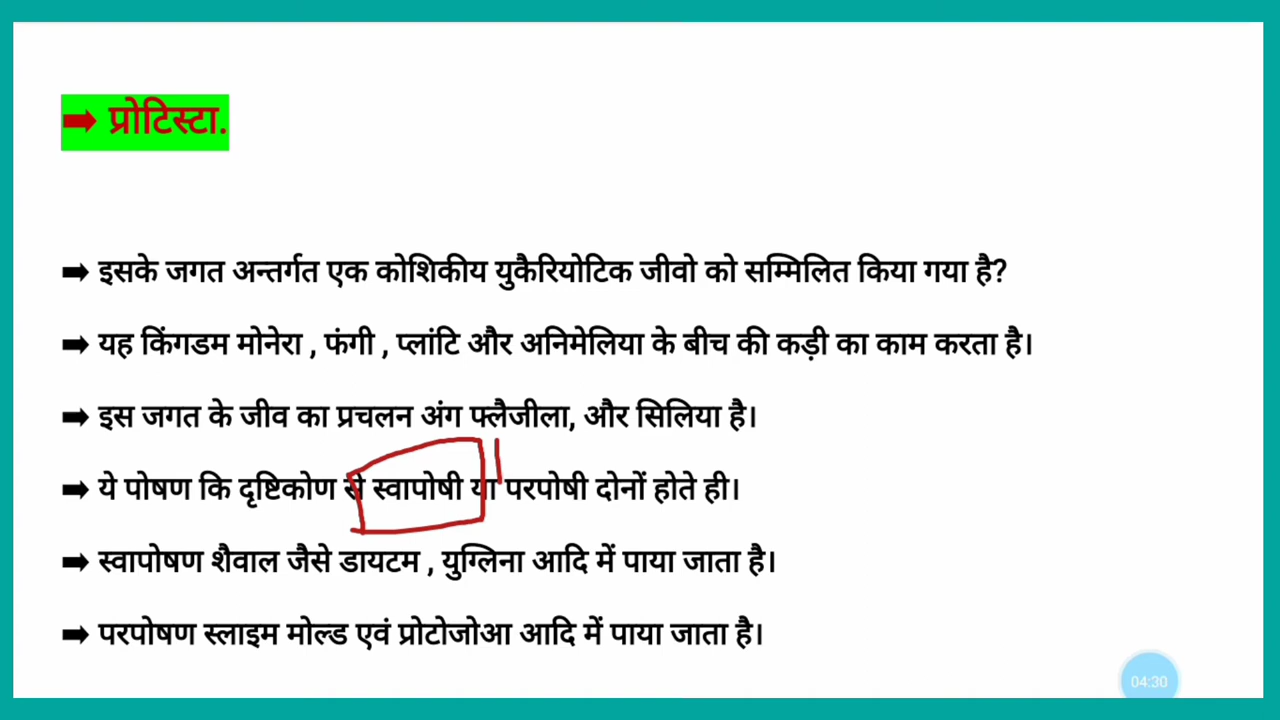 ➡ प्रोटिस्टा.
➡ इसके जगत अन्तर्गत एक कोशिकीय युकैरियोटिक जीवो को सम्मिलित किया गया है?
➡ यह किंगडम मोनेरा , फंगी , प्लांटि और अनिमेलिया के बीच की कड़ी का काम करता है।
➡ इस जगत के जीव का प्रचलन अंग फ्लैजीला, और सिलिया है।
➡ ये पोषण कि दृष्टिकोण से स्वापोषी या परपोषी दोनों होते ही।
➡ स्वापोषण शैवाल जैसे डायटम , युग्लिना आदि में पाया जाता है।
➡ परपोषण स्लाइम मोल्ड एवं प्रोटोजोआ आदि में पाया जाता है।
04:30